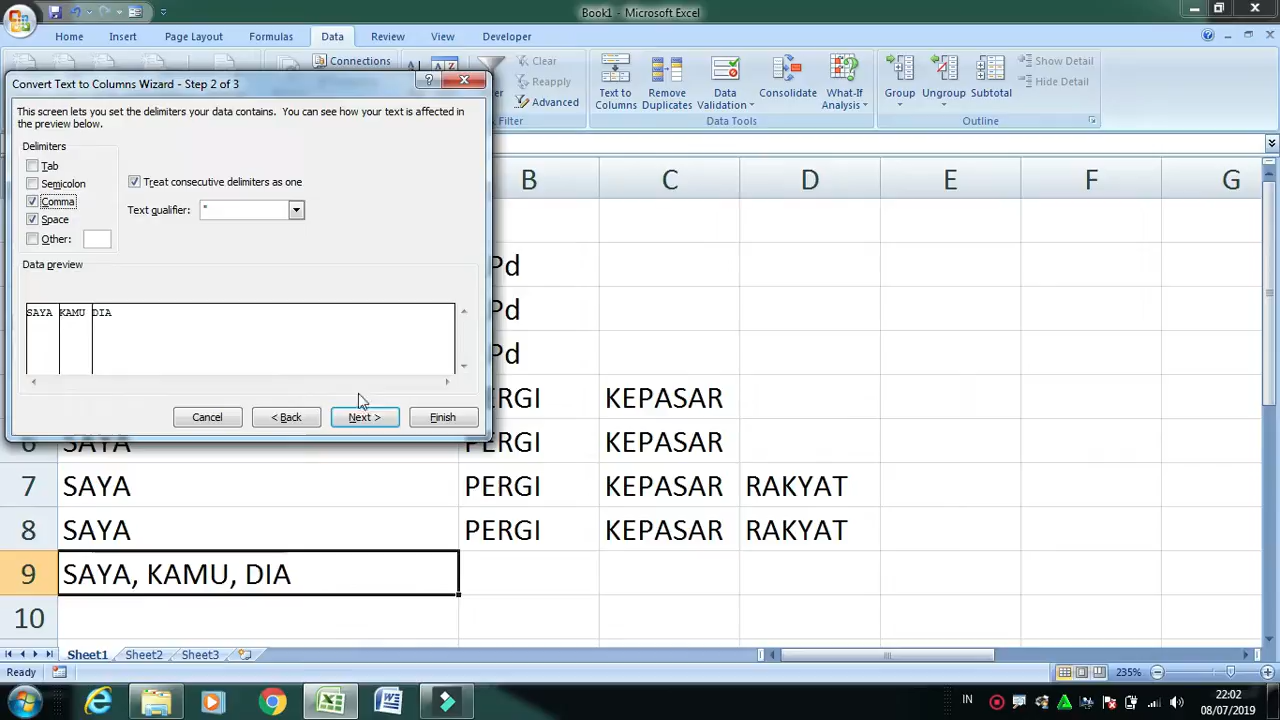 Book1 - Microsoft Excel
Home Insert Page Layout Formulas Data Review View Developer
Connections
Clear
Reapply
Advanced
Filter
Text to Columns
Remove Duplicates
Data Validation
Consolidate
What-If Analysis
Data Tools
Group
Ungroup
Subtotal
Show Detail
Hide Detail
Outline
Convert Text to Columns Wizard - Step 2 of 3
This screen lets you set the delimiters your data contains. You can see how your text is affected in
the preview below.
Delimiters
Tab
Semicolon
Comma
Space
Other:
Treat consecutive delimiters as one
Text qualifier: "
Data preview
SAYA KAMU DIA
Cancel < Back Next > Finish
B C D E F G
Pd
Pd
Pd
ERGI KEPASAR
6 SAYA ERGI KEPASAR
7 SAYA PERGI KEPASAR RAKYAT
8 SAYA PERGI KEPASAR RAKYAT
9 SAYA, KAMU, DIA
10
Sheet1 Sheet2 Sheet3
Ready 235%
IN 22:02
08/07/2019